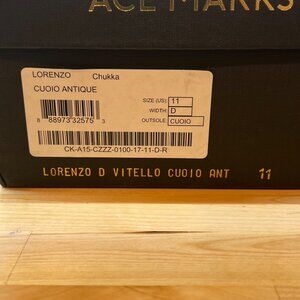 ACE MARKS
LORENZO Chukka
CUOIO ANTIQUE
SIZE (US): 11
WIDTH: D
OUTSOLE: CUOIO
8 88973 32575 3
CK-A15-CZZZ-0100-17-11-D-R
LORENZO D VITELLO CUOIO ANT 11